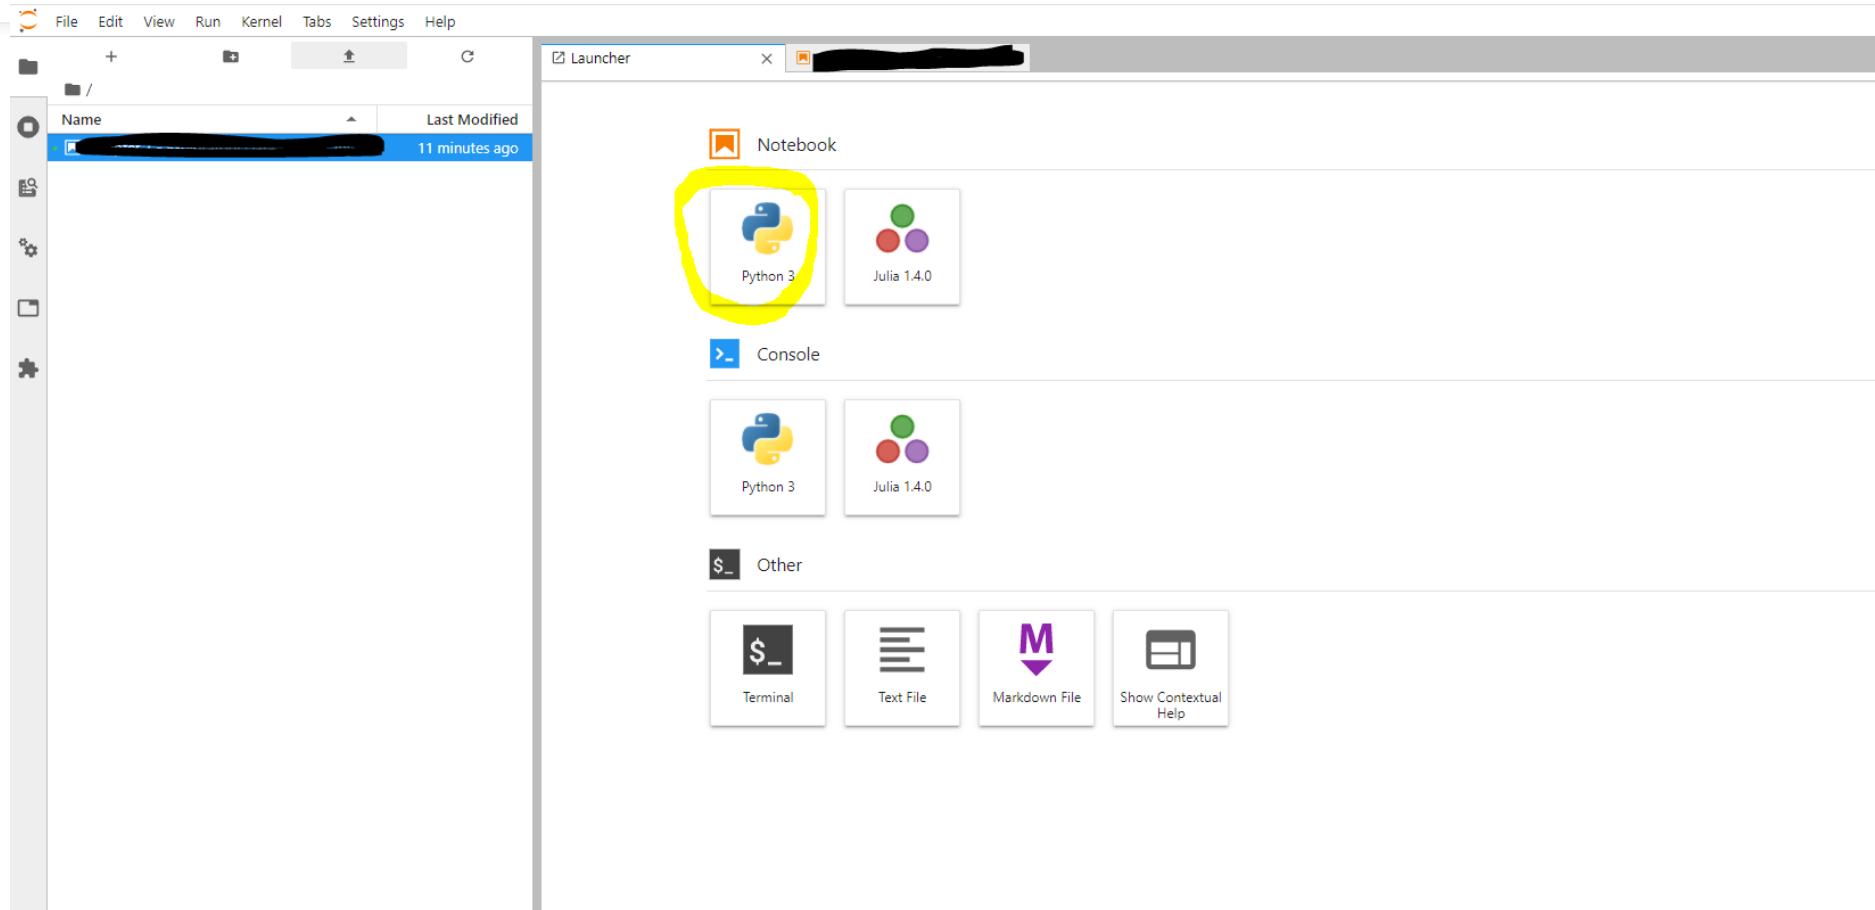 File Edit View Run Kernel Tabs Settings Help
Launcher
/
Name Last Modified
11 minutes ago
Notebook
Python 3 Julia 1.4.0
Console
Python 3 Julia 1.4.0
$_ Other
$_ M
Terminal Text File Markdown File Show Contextual
Help